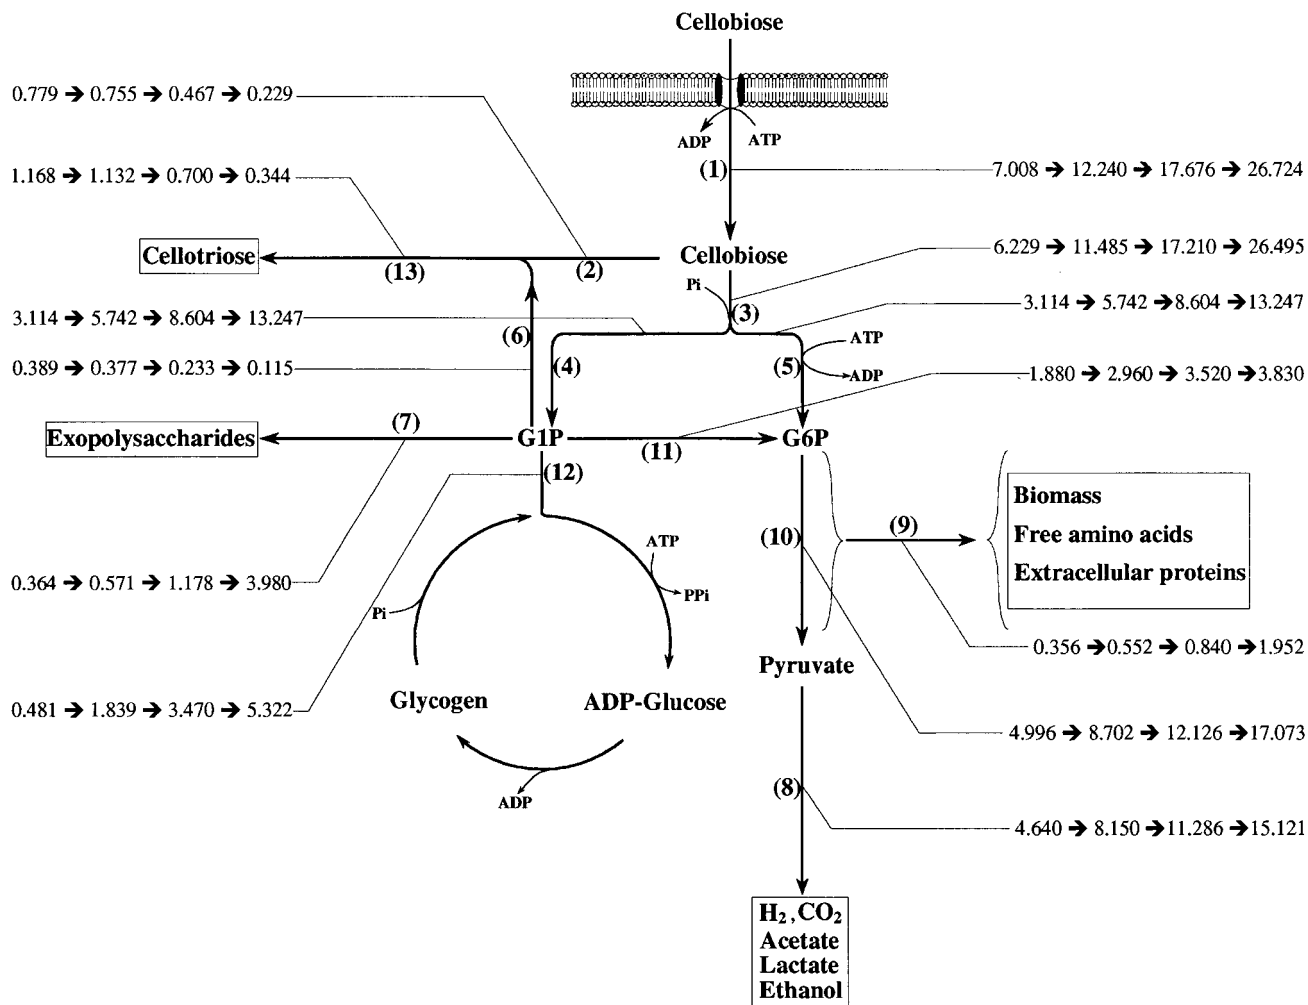 Cellobiose
0.779 ➔ 0.755 ➔ 0.467 ➔ 0.229
ADP
ATP
1.168 ➔ 1.132 ➔ 0.700 ➔ 0.344
(1)
7.008 ➔ 12.240 ➔ 17.676 ➔ 26.724
Cellotriose
(13)
(2)
Cellobiose
6.229 ➔ 11.485 ➔ 17.210 ➔ 26.495
Pi
(3)
3.114 ➔ 5.742 ➔ 8.604 ➔ 13.247
3.114 ➔ 5.742 ➔ 8.604 ➔ 13.247
(6)
ATP
(4)
(5)
ADP
0.389 ➔ 0.377 ➔ 0.233 ➔ 0.115
1.880 ➔ 2.960 ➔ 3.520 ➔ 3.830
Exopolysaccharides
(7)
G1P
(11)
G6P
(12)
Biomass
Free amino acids
Extracellular proteins
(10)
(9)
ATP
PPi
0.364 ➔ 0.571 ➔ 1.178 ➔ 3.980
Pi
0.356 ➔ 0.552 ➔ 0.840 ➔ 1.952
Pyruvate
Glycogen
ADP-Glucose
0.481 ➔ 1.839 ➔ 3.470 ➔ 5.322
4.996 ➔ 8.702 ➔ 12.126 ➔ 17.073
ADP
(8)
4.640 ➔ 8.150 ➔ 11.286 ➔ 15.121
H2, CO2
Acetate
Lactate
Ethanol